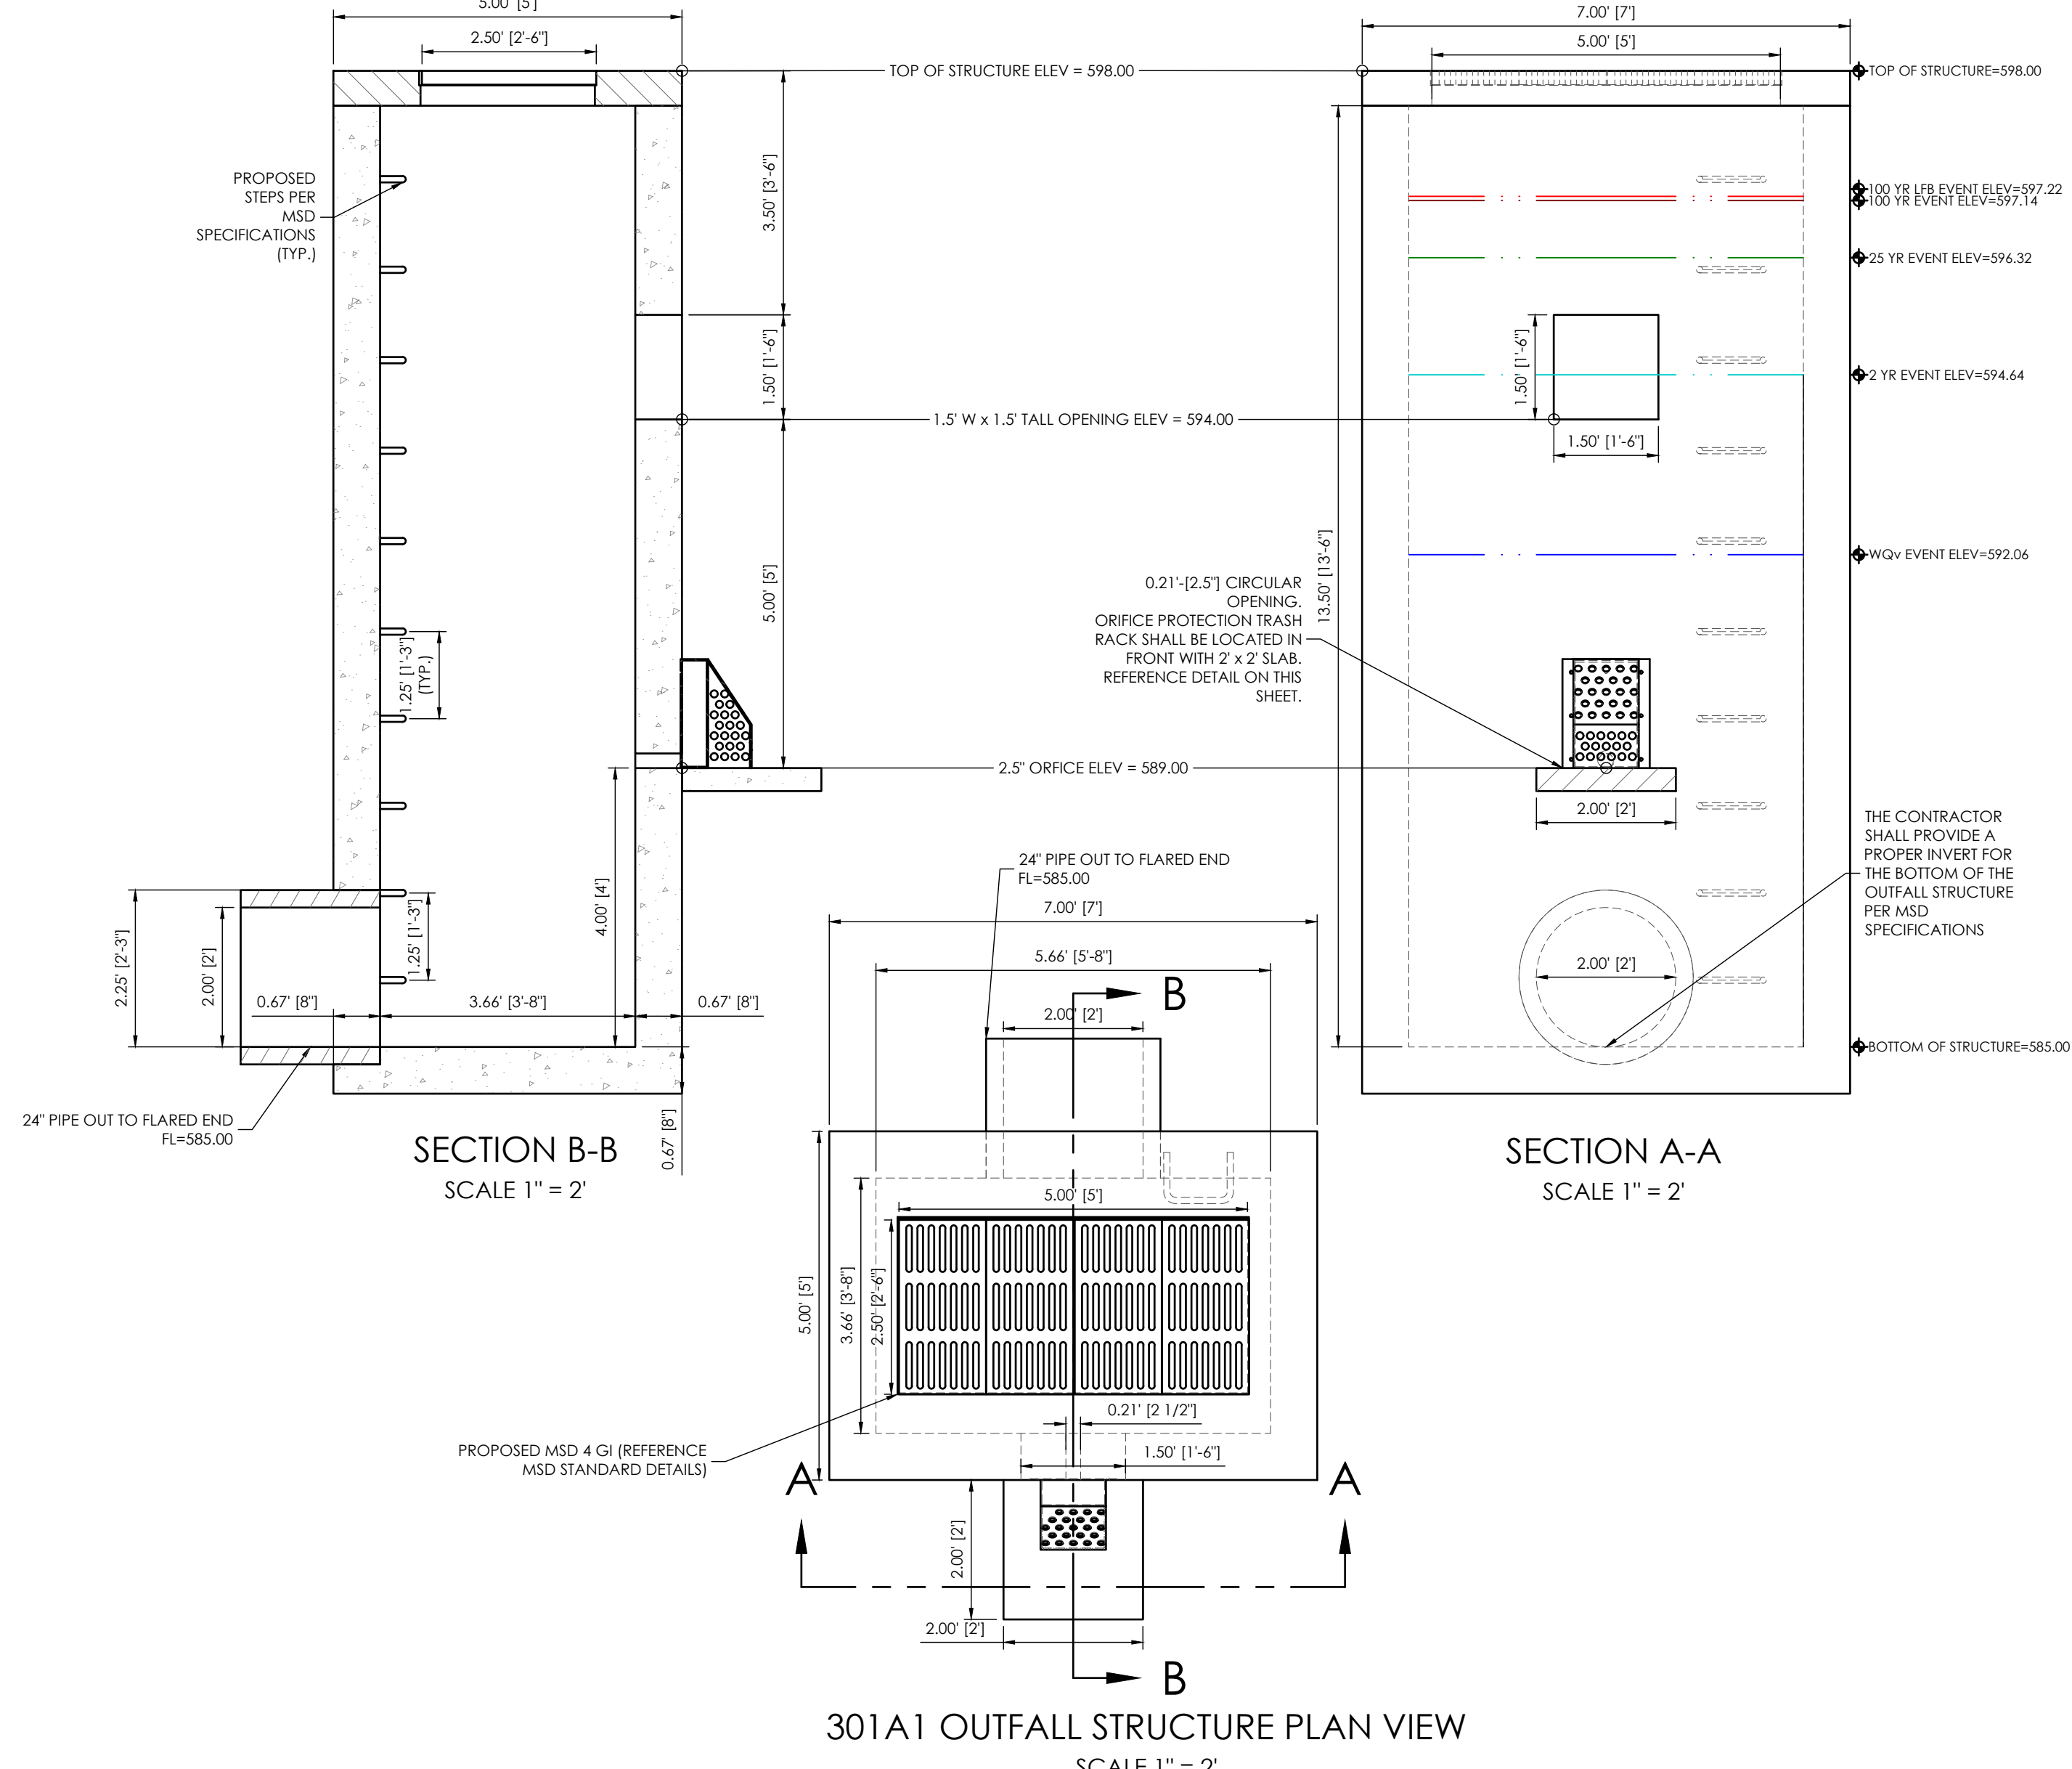 5.00' [5']
2.50' [2'-6"]
TOP OF STRUCTURE ELEV = 598.00
3.50' [3'-6"]
PROPOSED
STEPS PER
MSD
SPECIFICATIONS
(TYP.)
1.50' [1'-6"]
1.5' W x 1.5' TALL OPENING ELEV = 594.00
5.00' [5']
1.25' [1'-3"]
(TYP.)
2.5" ORFICE ELEV = 589.00
4.00' [4']
2.25' [2'-3"]
2.00' [2']
1.25' [1'-3"]
0.67' [8"]
3.66' [3'-8"]
0.67' [8"]
0.67' [8"]
24" PIPE OUT TO FLARED END
FL=585.00
SECTION B-B
SCALE 1" = 2'
7.00' [7']
5.00' [5']
TOP OF STRUCTURE=598.00
100 YR LFB EVENT ELEV=597.22
100 YR EVENT ELEV=597.14
25 YR EVENT ELEV=596.32
1.50' [1'-6"]
2 YR EVENT ELEV=594.64
1.50' [1'-6"]
13.50' [13'-6"]
WQv EVENT ELEV=592.06
0.21'-[2.5"] CIRCULAR
OPENING.
ORIFICE PROTECTION TRASH
RACK SHALL BE LOCATED IN
FRONT WITH 2' x 2' SLAB.
REFERENCE DETAIL ON THIS
SHEET.
2.00' [2']
THE CONTRACTOR
SHALL PROVIDE A
PROPER INVERT FOR
THE BOTTOM OF THE
OUTFALL STRUCTURE
PER MSD
SPECIFICATIONS
2.00' [2']
BOTTOM OF STRUCTURE=585.00
SECTION A-A
SCALE 1" = 2'
24" PIPE OUT TO FLARED END
FL=585.00
7.00' [7']
5.66' [5'-8"]
B
2.00' [2']
5.00' [5']
5.00' [5']
3.66' [3'-8"]
2.50' [2'-6"]
0.21' [2 1/2"]
1.50' [1'-6"]
PROPOSED MSD 4 GI (REFERENCE
MSD STANDARD DETAILS)
A
A
2.00' [2']
2.00' [2']
B
301A1 OUTFALL STRUCTURE PLAN VIEW
SCALE 1" = 2'